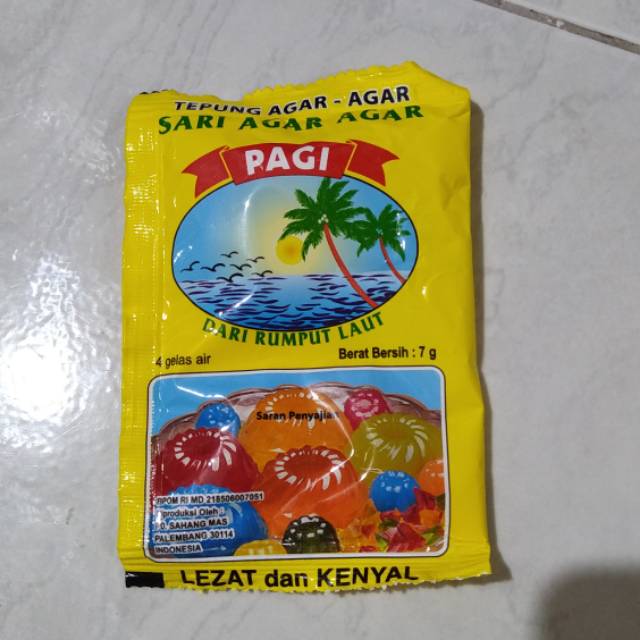 TEPUNG AGAR - AGAR
SARI AGAR AGAR
PAGI
DARI RUMPUT LAUT
4 gelas air
Berat Bersih : 7 g
Saran Penyajian
BPOM RI MD 218506007051
Diproduksi Oleh :
PD. SAHANG MAS
PALEMBANG 30114
INDONESIA
LEZAT dan KENYAL